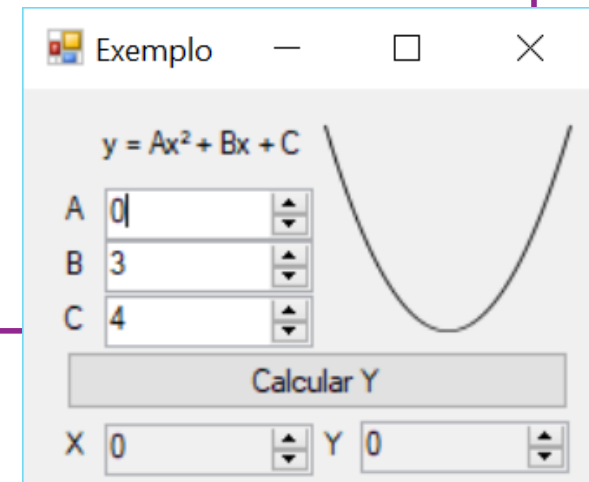 Exemplo
y = Ax² + Bx + C
A 0
B 3
C 4
Calcular Y
X 0 Y 0